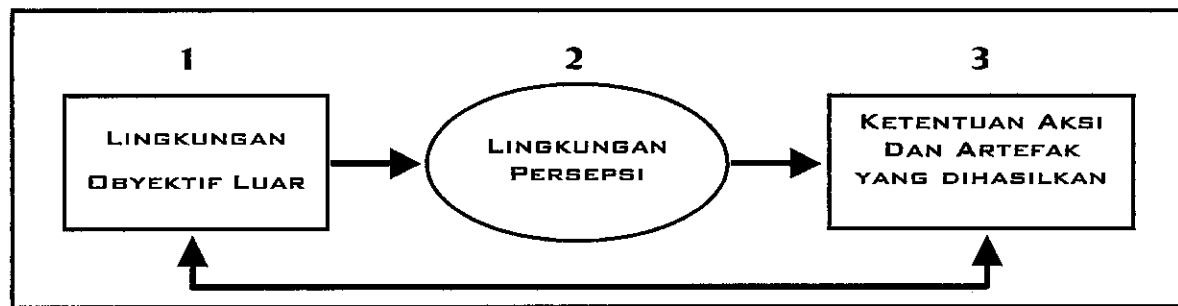 1
2
3
LINGKUNGAN
OBYEKTIF LUAR
LINGKUNGAN
PERSEPSI
KETENTUAN AKSI
DAN ARTEFAK
YANG DIHASILKAN